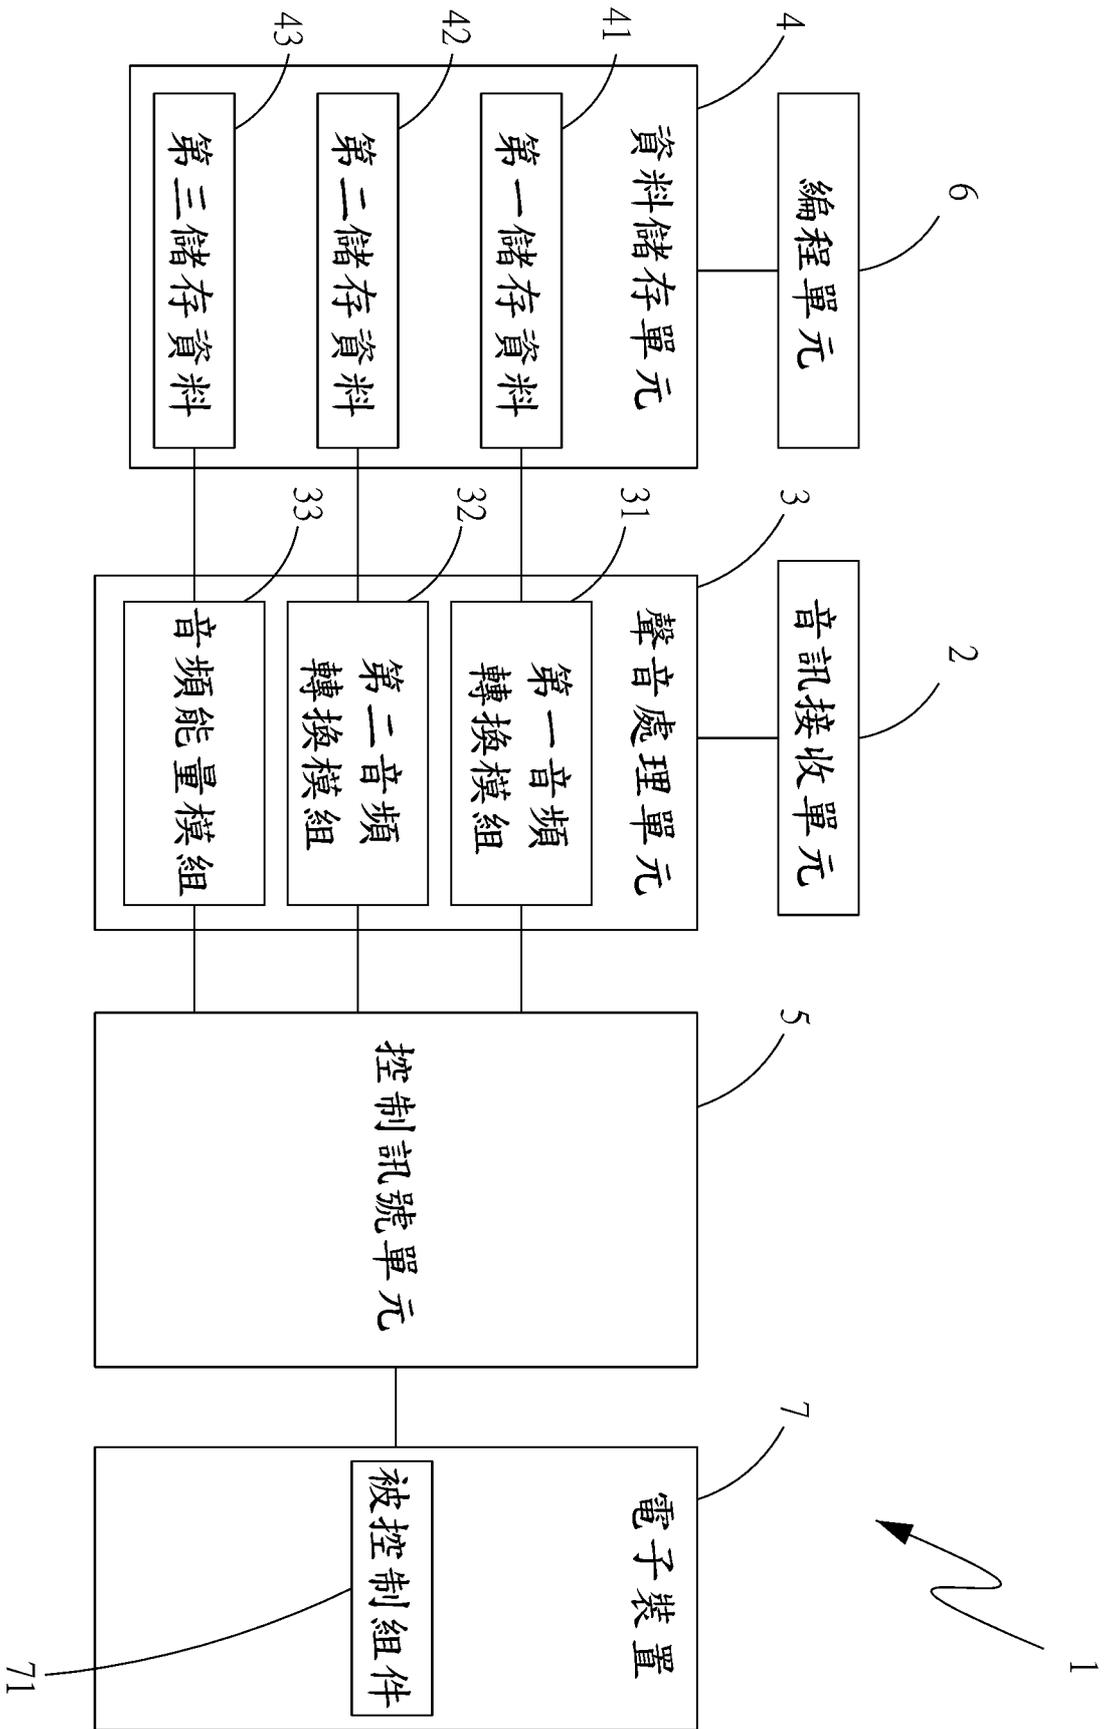 1
6
編程單元
2
音訊接收單元
4
資料儲存單元
41
第一儲存資料
42
第二儲存資料
43
第三儲存資料
3
聲音處理單元
31
第一音頻
轉換模組
32
第二音頻
轉換模組
33
音頻能量模組
5
控制訊號單元
7
電子裝置
被控制組件
71